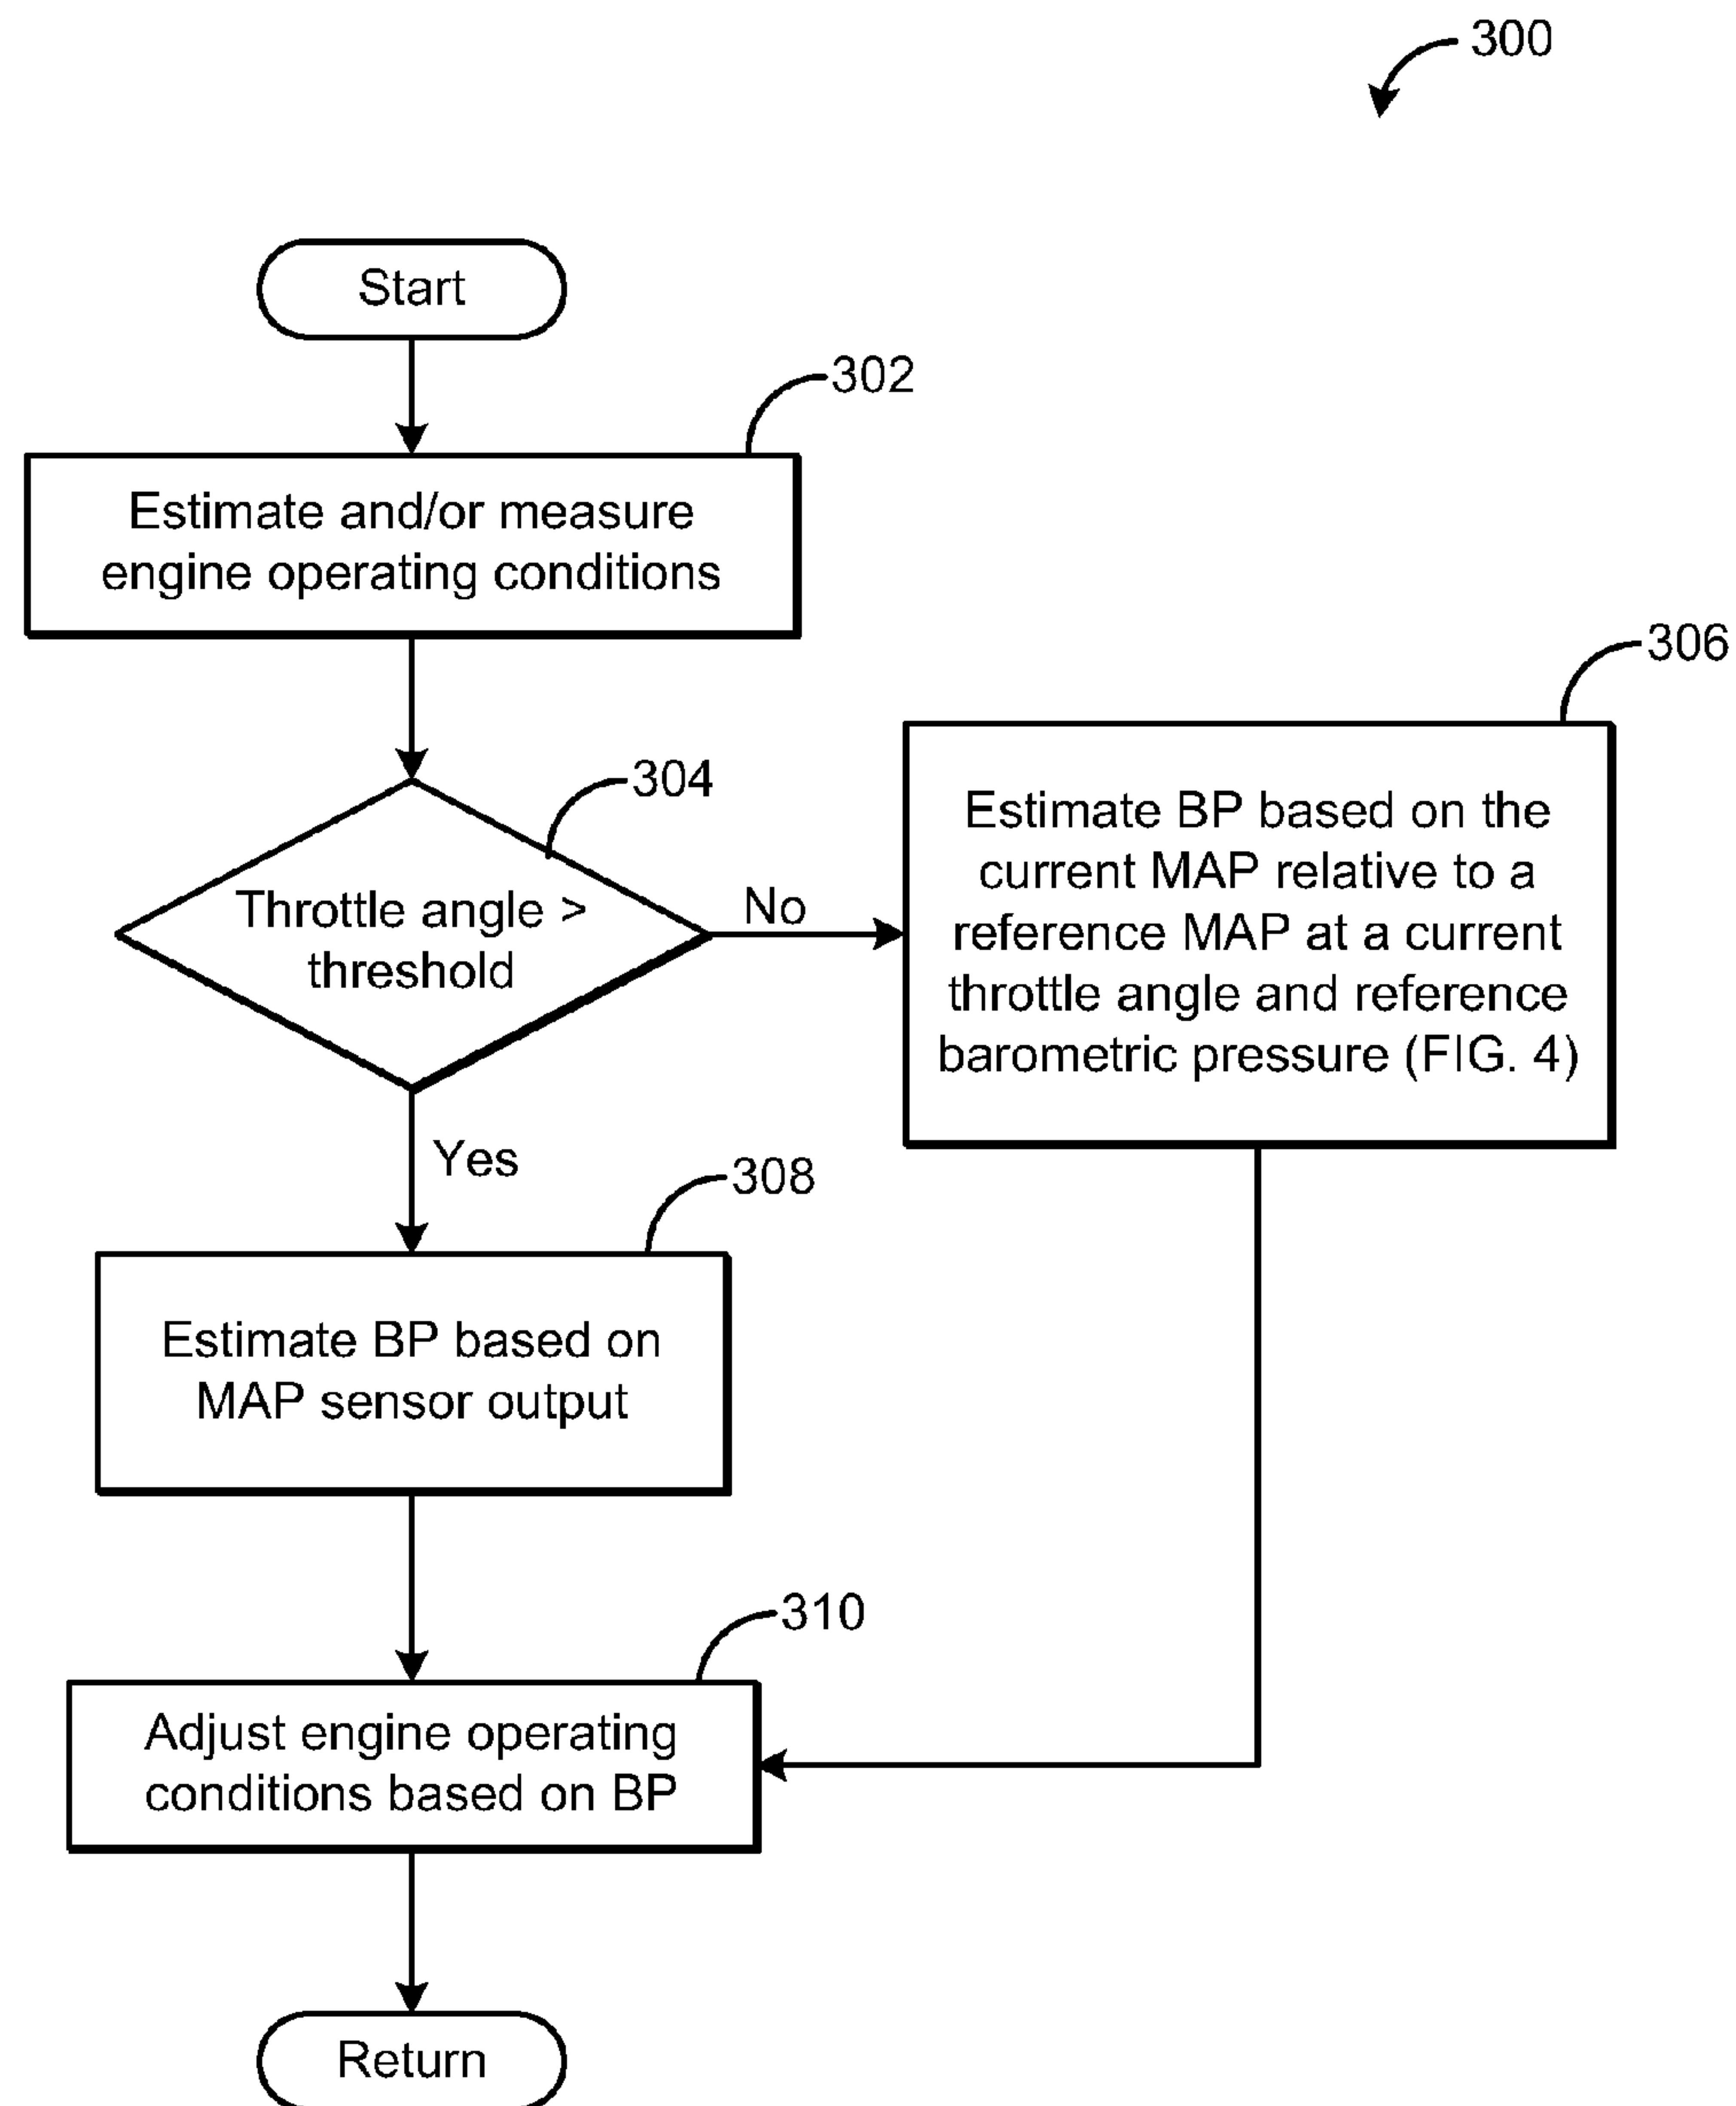 300
Start
302
Estimate and/or measure
engine operating conditions
304
Throttle angle >
threshold
No
306
Estimate BP based on the
current MAP relative to a
reference MAP at a current
throttle angle and reference
barometric pressure (FIG. 4)
Yes
308
Estimate BP based on
MAP sensor output
310
Adjust engine operating
conditions based on BP
Return